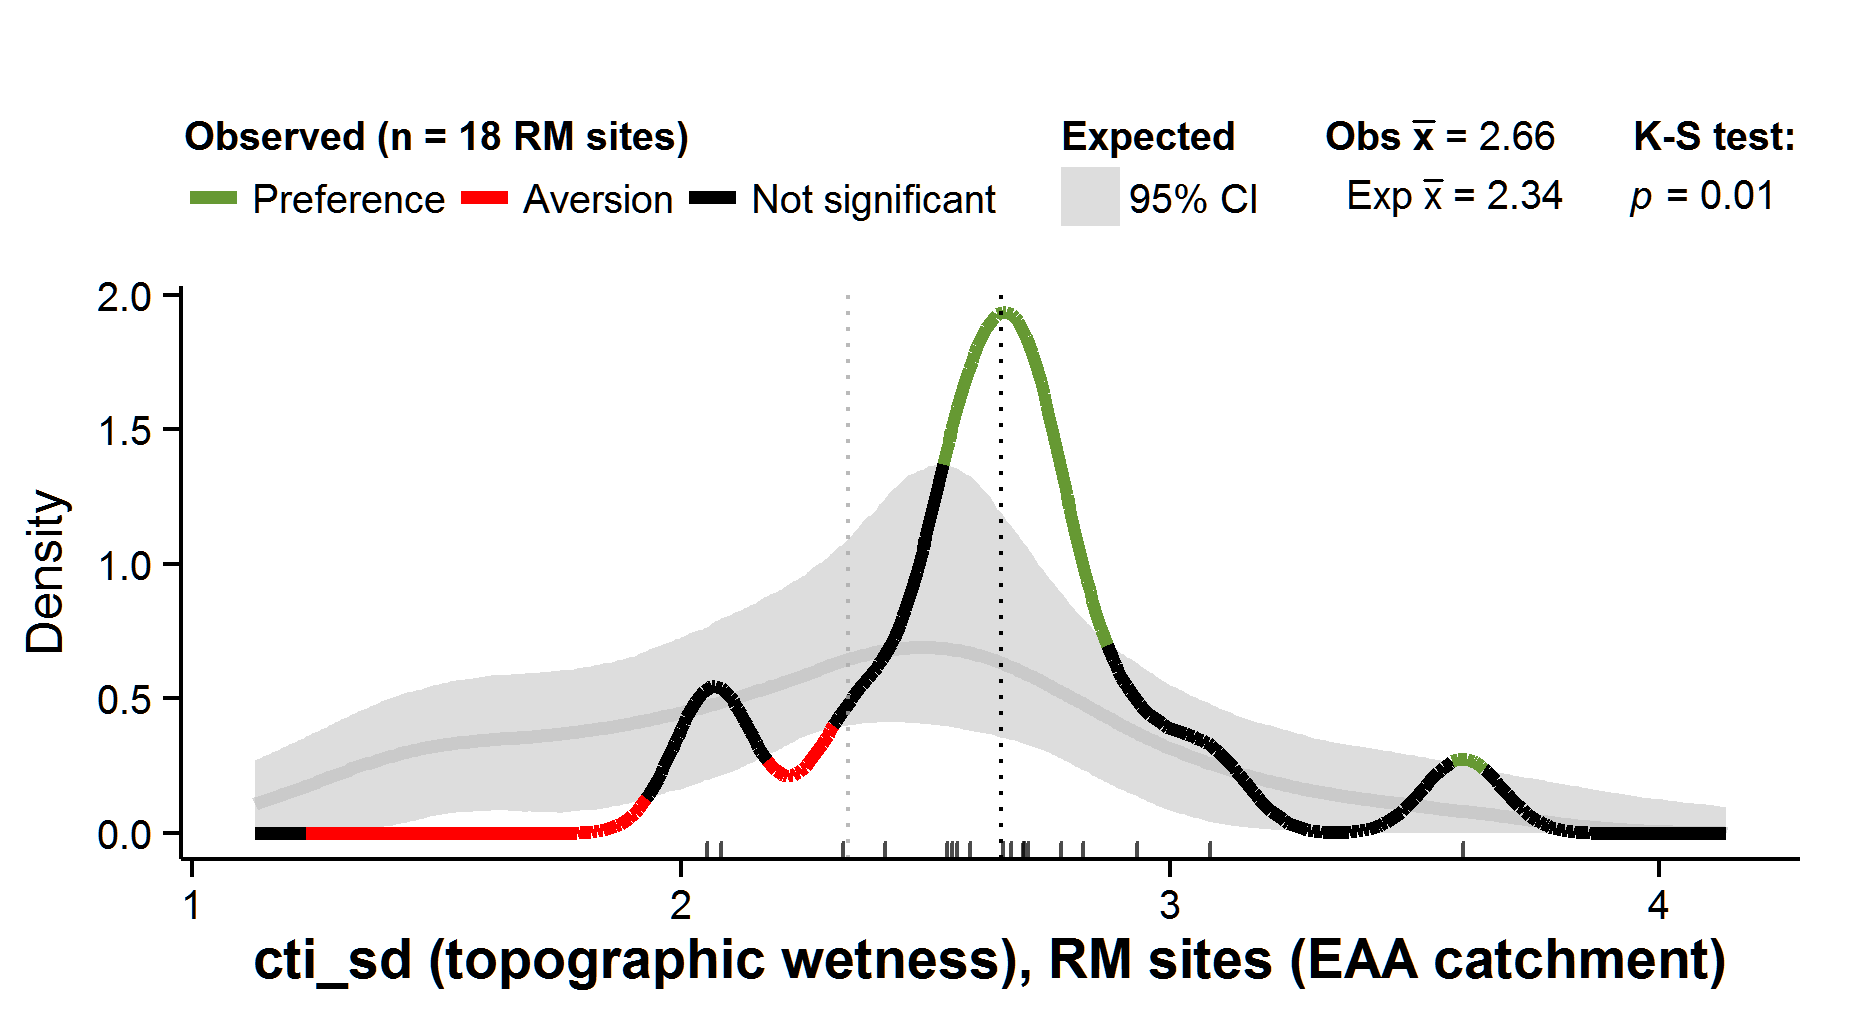 Observed (n = 18 RM sites)
Preference Aversion Not significant
Expected
95% CI
Obs x̅ = 2.66
Exp x̅ = 2.34
K-S test:
p = 0.01
Density
2.0
1.5
1.0
0.5
0.0
1 2 3 4
cti_sd (topographic wetness), RM sites (EAA catchment)